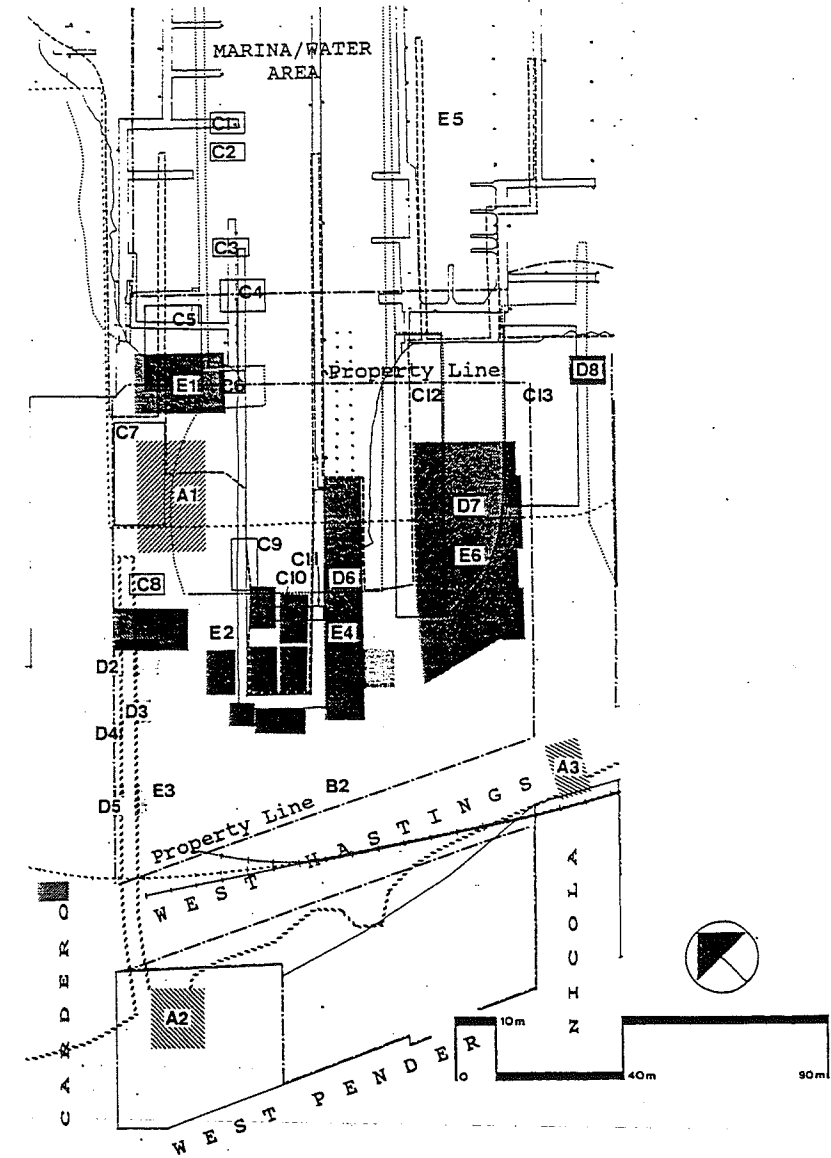 MARINA/WATER
AREA
C1
C2
E5
C3
C4
C5
E1
C6
Property Line
D8
C12
C13
C7
A1
D7
E6
C9
C11
C10
C8
D6
E2
E4
D2
D3
D4
D5
E3
B2
A3
Property Line
WEST HASTINGS
CARDERO
NICOLA
A2
WEST PENDER
10m
0
40m
90m